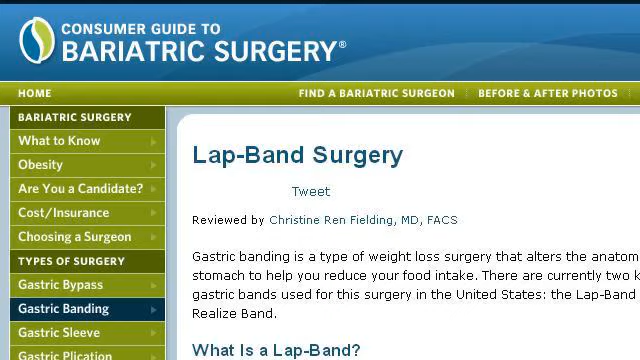 CONSUMER GUIDE TO
BARIATRIC SURGERY®
HOME
FIND A BARIATRIC SURGEON
BEFORE & AFTER PHOTOS
BARIATRIC SURGERY
What to Know
Obesity
Are You a Candidate?
Cost/Insurance
Choosing a Surgeon
TYPES OF SURGERY
Gastric Bypass
Gastric Banding
Gastric Sleeve
Gastric Plication
Lap-Band Surgery
Tweet
Reviewed by Christine Ren Fielding, MD, FACS
Gastric banding is a type of weight loss surgery that alters the anatom
stomach to help you reduce your food intake. There are currently two k
gastric bands used for this surgery in the United States: the Lap-Band
Realize Band.
What Is a Lap-Band?